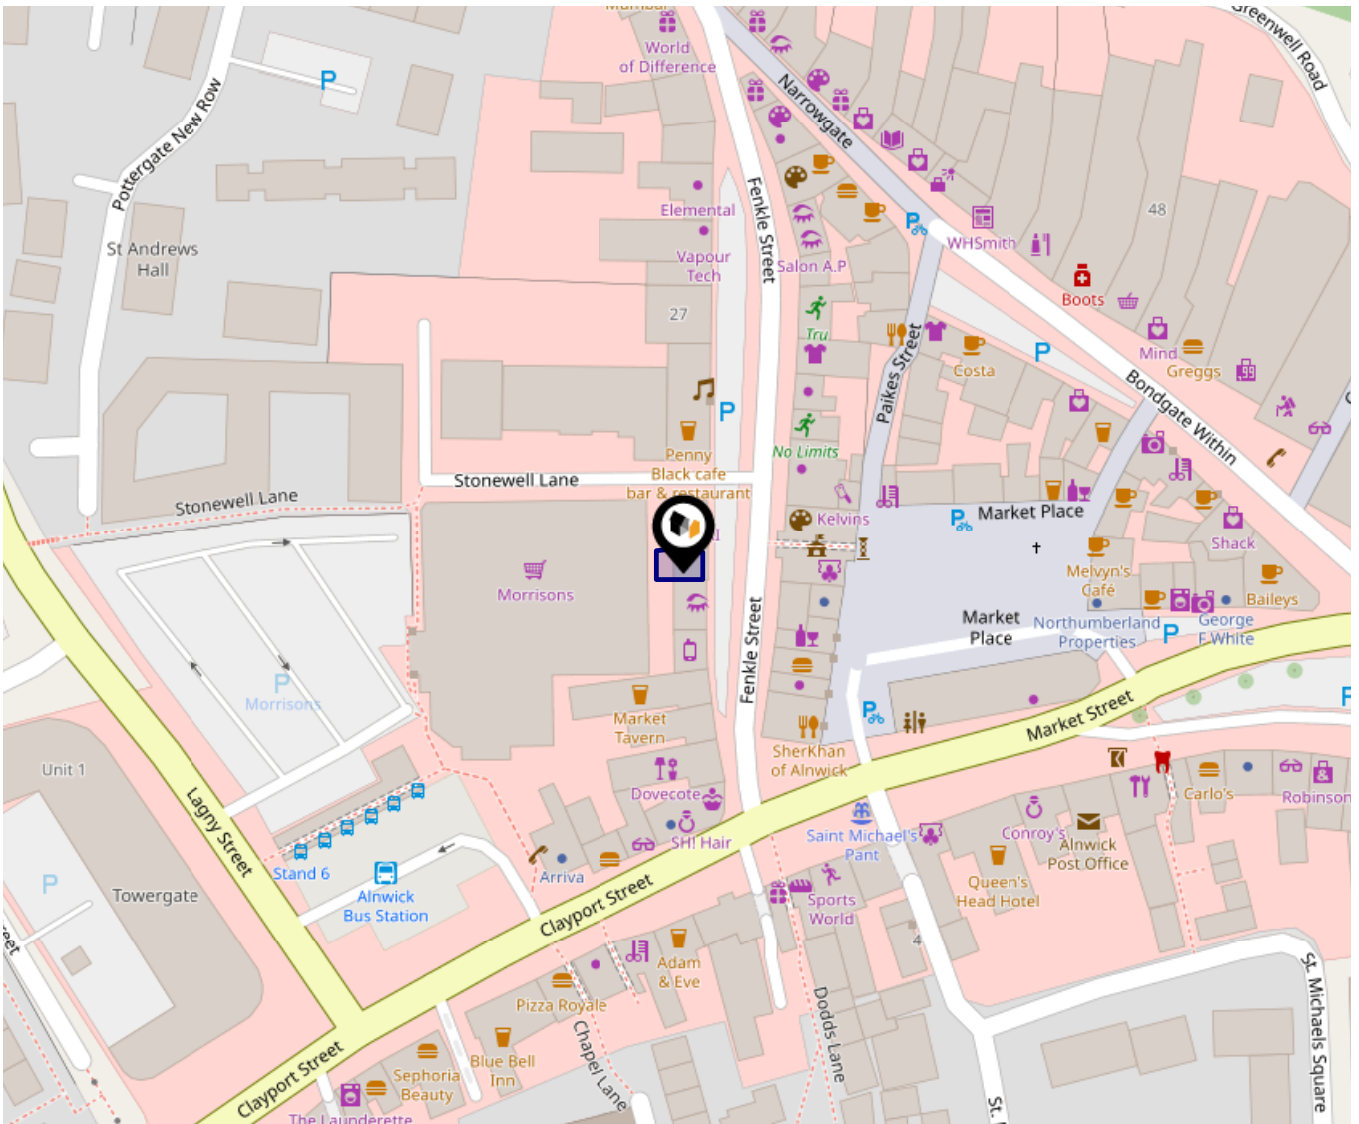 World
of Difference
Greenwell Road
Narrowgate
Pottergate New Row
P
Fenkle Street
Elemental
48
WHSmith
St Andrews
Hall
Vapour
Tech
Salon A.P
Boots
27
Tru
Paikes Street
Costa
P
Mind
Greggs
99
Bondgate Within
P
Penny
Black cafe
bar & restaurant
No Limits
Stonewell Lane
Stonewell Lane
Kelvins
Market Place
Shack
Melvyn's
Café
Morrisons
Baileys
Market
Place
Northumberland
Properties
P
George
F White
Fenkle Street
P
Morrisons
P
Market
Tavern
Market Street
SherKhan
of Alnwick
Unit 1
Dovecote
Carlo's
&
Robinson
Lagny Street
SH! Hair
Saint Michael's
Pant
Conroy's
Alnwick
Post Office
Stand 6
Arriva
P
Towergate
Alnwick
Bus Station
Queen's
Head Hotel
Clayport Street
Sports
World
4
Adam
& Eve
Pizza Royale
St. Michaels Square
Dodds Lane
Chapel Lane
Blue Bell
Inn
Sephoria
Beauty
Clayport Street
The Launderette
St.